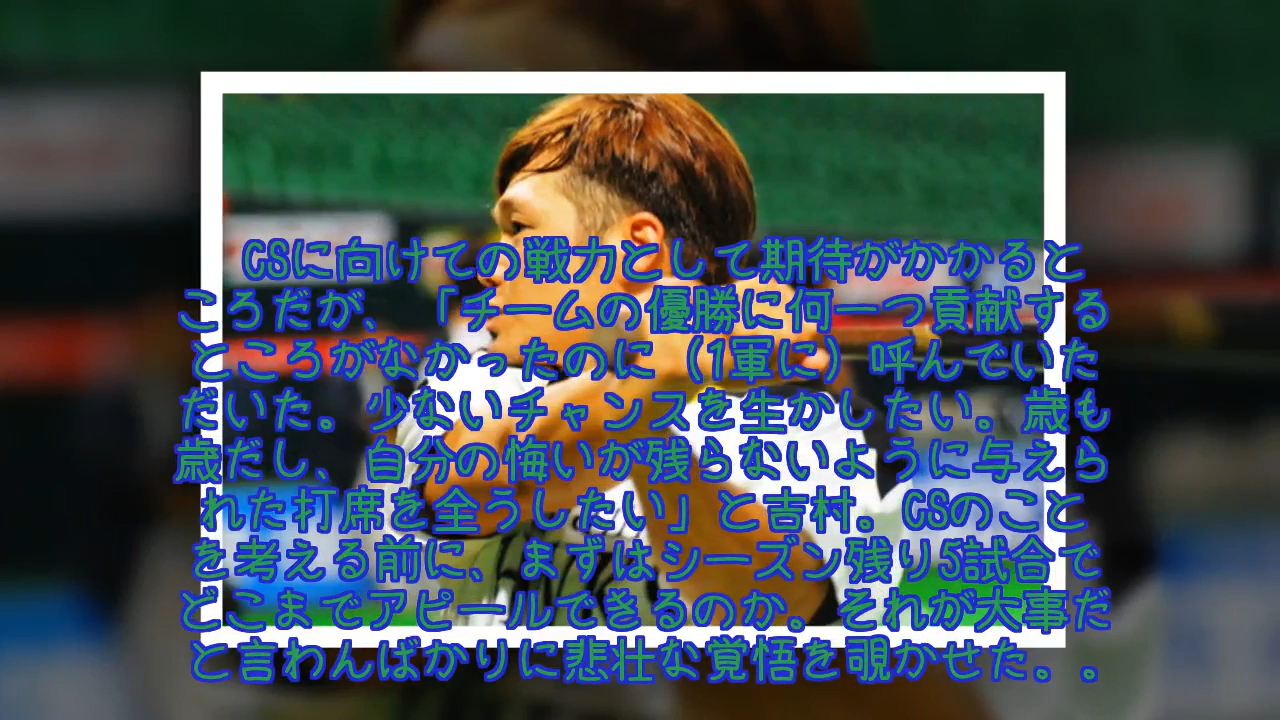 CSに向けての戦力として期待がかかると
ころだが、「チームの優勝に何一つ貢献する
ところがなかったのに（1軍に）呼んでいた
だいた。少ないチャンスを生かしたい。歳も
歳だし、自分の悔いが残らないように与えら
れた打席を全うしたい」と吉村。CSのこと
を考える前に、まずはシーズン残り5試合で
どこまでアピールできるのか。それが大事だ
と言わんばかりに悲壮な覚悟を覗かせた。。